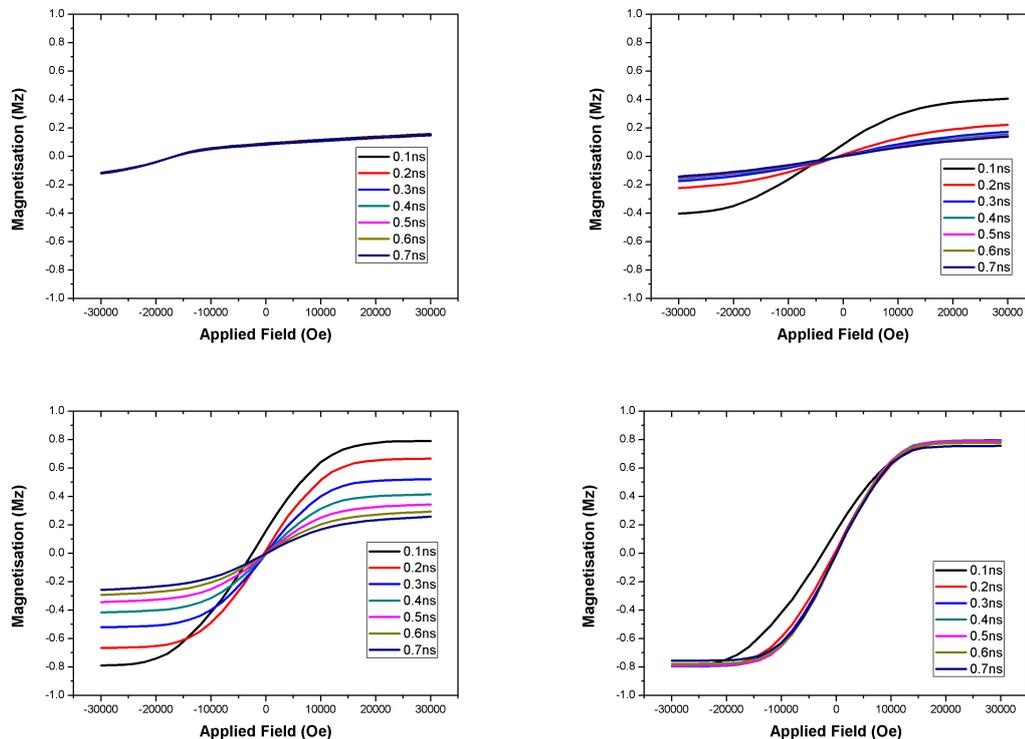 1.0
0.8
0.6
0.4
0.2
0.0
-0.2
-0.4
-0.6
-0.8
-1.0
Magnetisation (Mz)
0.1ns
0.2ns
0.3ns
0.4ns
0.5ns
0.6ns
0.7ns
-30000 -20000 -10000 0 10000 20000 30000
Applied Field (Oe)
1.0
0.8
0.6
0.4
0.2
0.0
-0.2
-0.4
-0.6
-0.8
-1.0
Magnetisation (Mz)
0.1ns
0.2ns
0.3ns
0.4ns
0.5ns
0.6ns
0.7ns
-30000 -20000 -10000 0 10000 20000 30000
Applied Field (Oe)
1.0
0.8
0.6
0.4
0.2
0.0
-0.2
-0.4
-0.6
-0.8
-1.0
Magnetisation (Mz)
0.1ns
0.2ns
0.3ns
0.4ns
0.5ns
0.6ns
0.7ns
-30000 -20000 -10000 0 10000 20000 30000
Applied Field (Oe)
1.0
0.8
0.6
0.4
0.2
0.0
-0.2
-0.4
-0.6
-0.8
-1.0
Magnetisation (Mz)
0.1ns
0.2ns
0.3ns
0.4ns
0.5ns
0.6ns
0.7ns
-30000 -20000 -10000 0 10000 20000 30000
Applied Field (Oe)